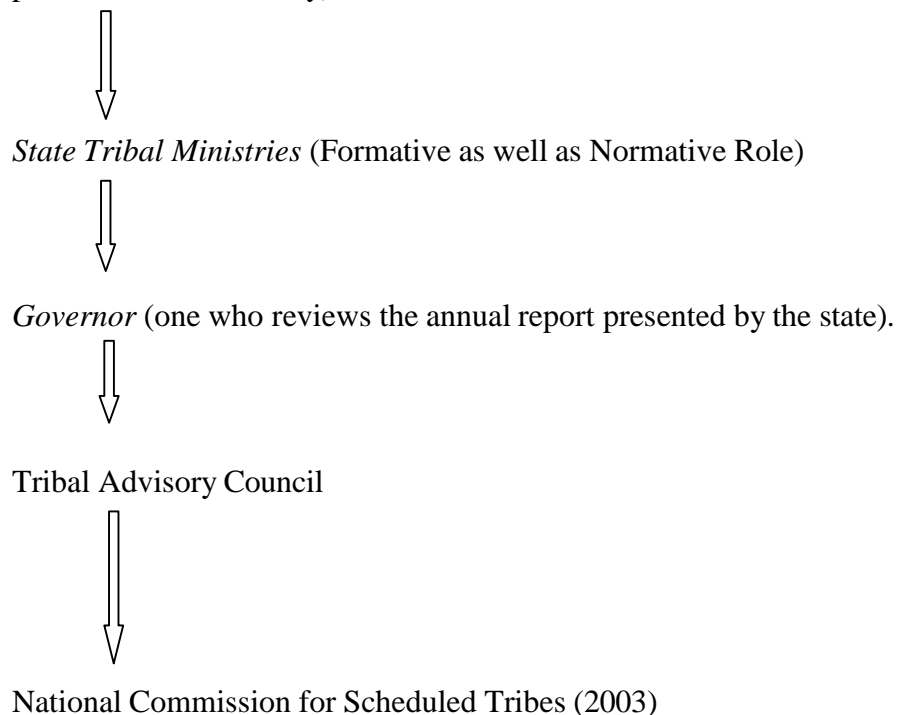 State Tribal Ministries (Formative as well as Normative Role)
Governor (one who reviews the annual report presented by the state).
Tribal Advisory Council
National Commission for Scheduled Tribes (2003)